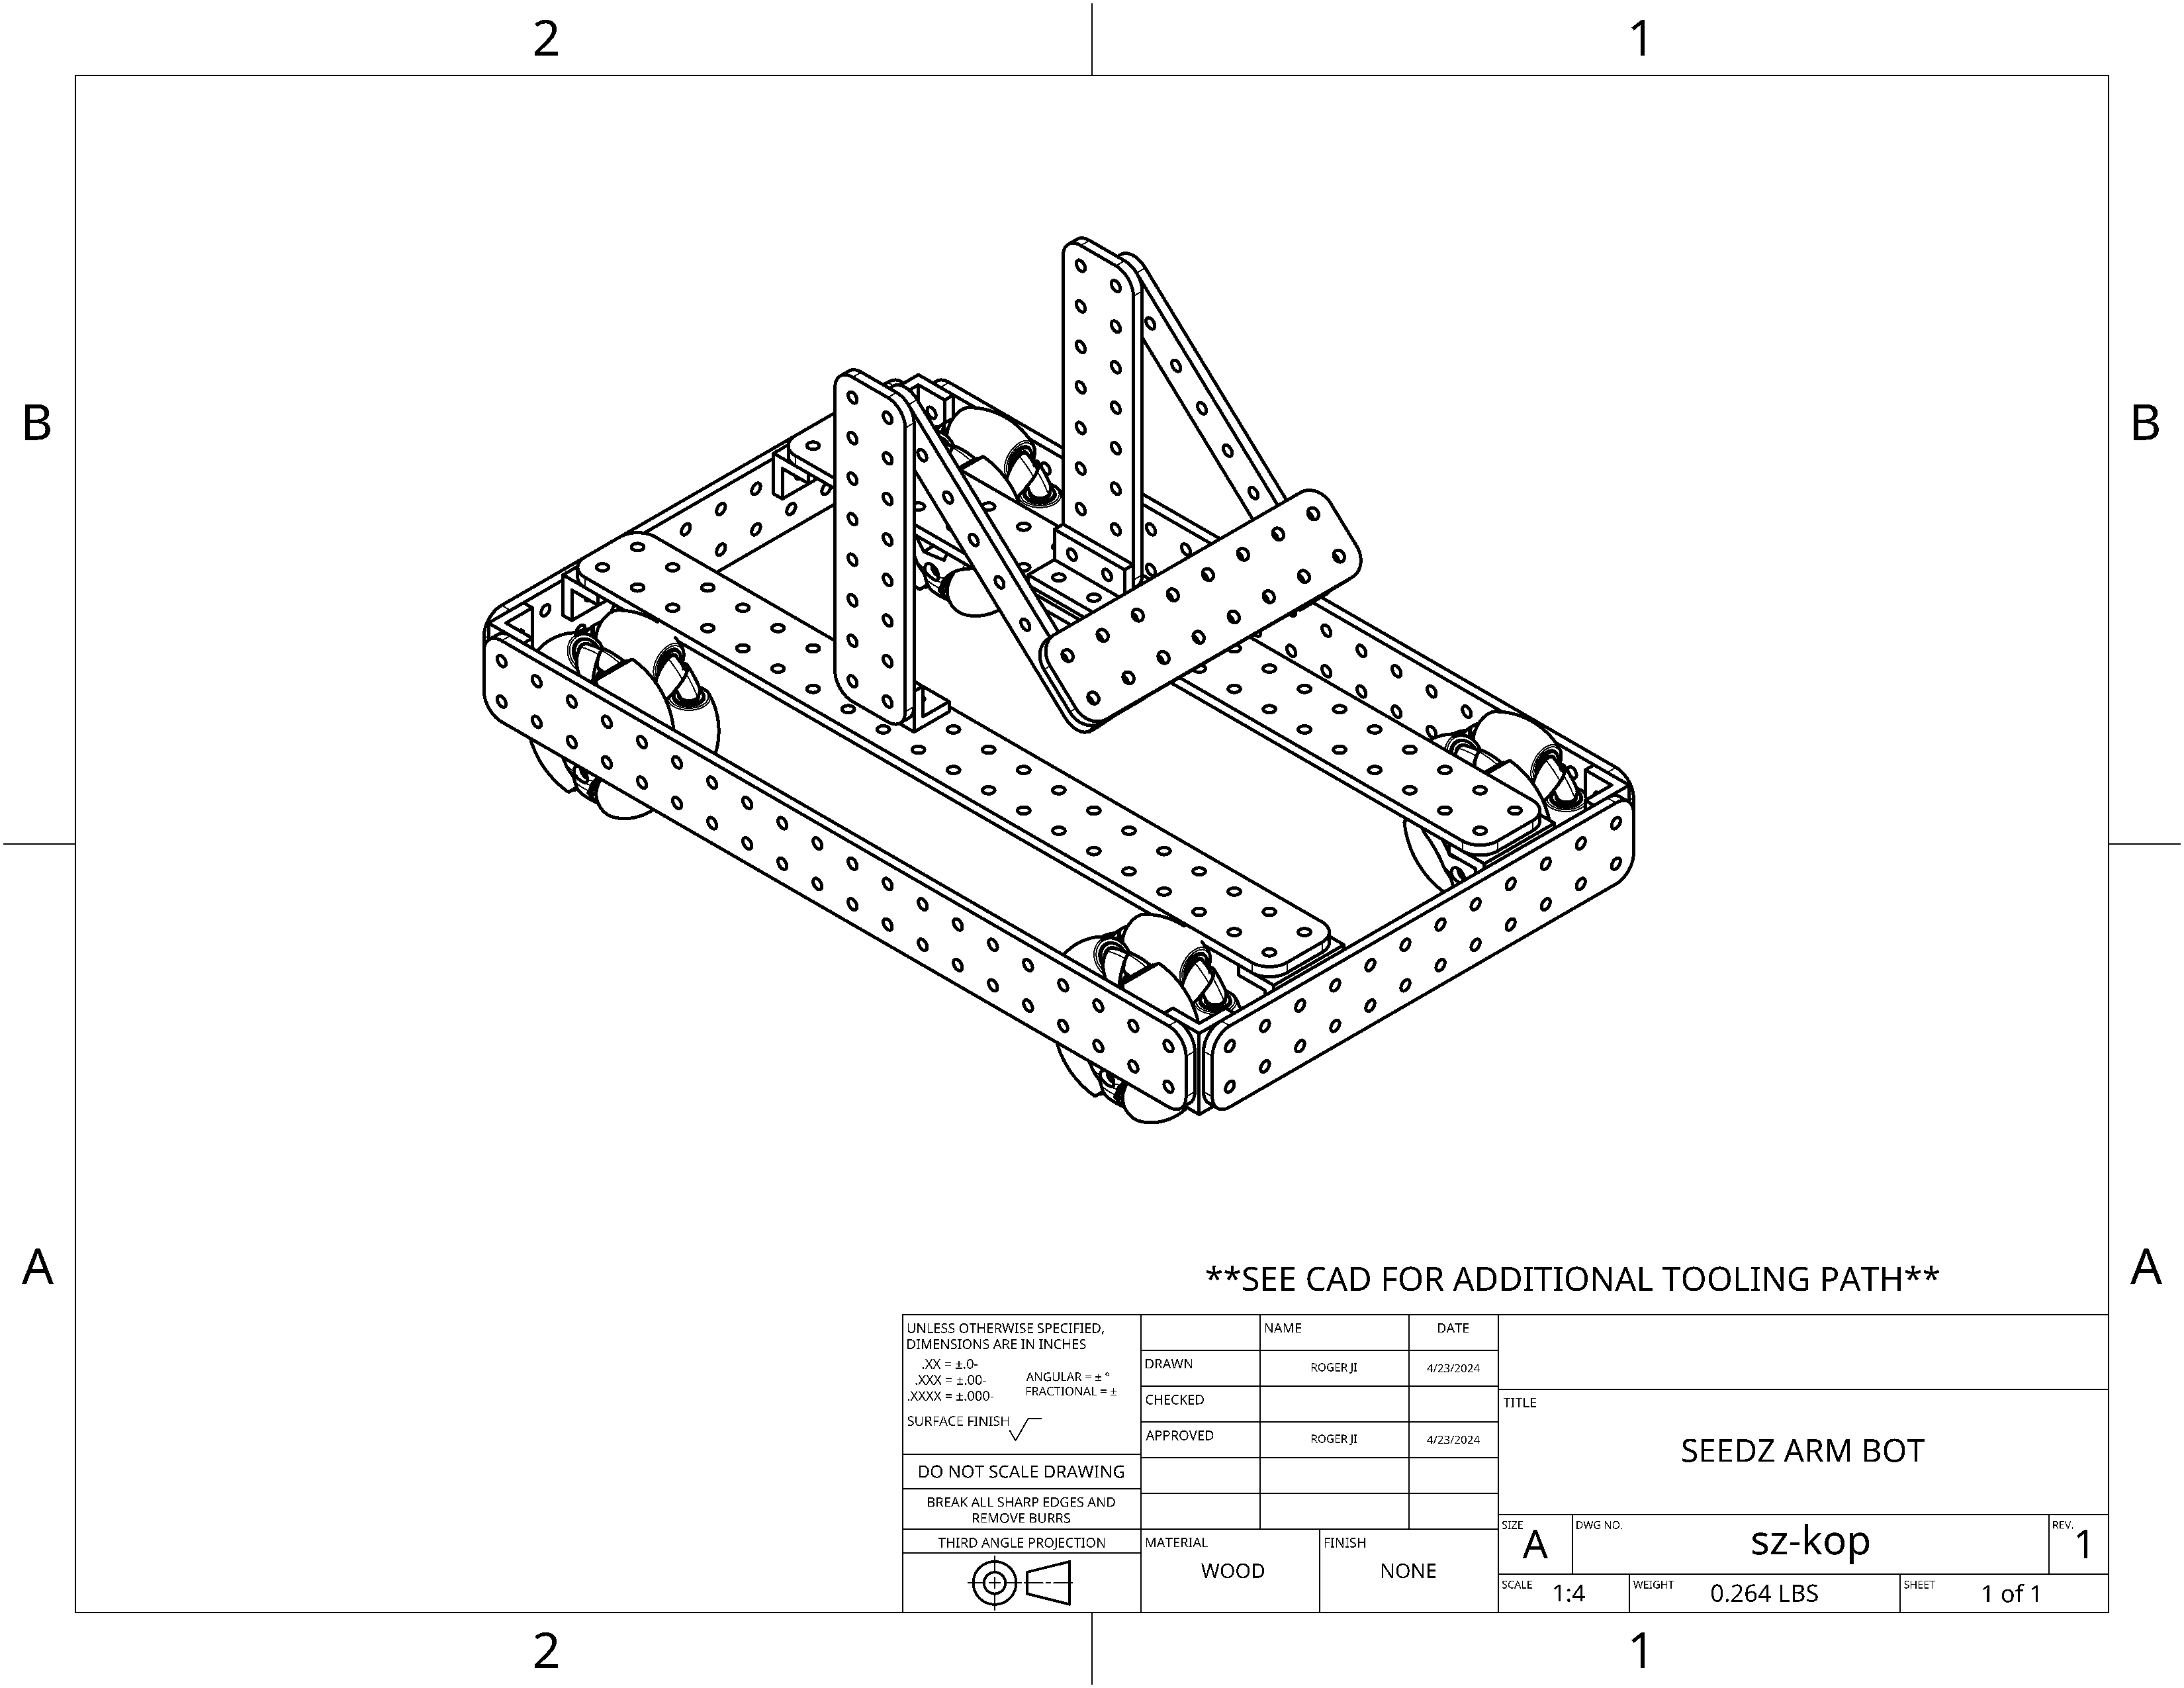 2
1
B
B
A
A
**SEE CAD FOR ADDITIONAL TOOLING PATH**
UNLESS OTHERWISE SPECIFIED,
DIMENSIONS ARE IN INCHES
.XX = ±.0-
.XXX = ±.00-
.XXXX = ±.000-
ANGULAR = ± °
FRACTIONAL = ±
SURFACE FINISH
DO NOT SCALE DRAWING
BREAK ALL SHARP EDGES AND
REMOVE BURRS
THIRD ANGLE PROJECTION
NAME
DATE
DRAWN
ROGER JI
4/23/2024
CHECKED
APPROVED
ROGER JI
4/23/2024
MATERIAL
WOOD
FINISH
NONE
TITLE
SEEDZ ARM BOT
SIZE
A
DWG NO.
sz-kop
REV.
1
SCALE
1:4
WEIGHT
0.264 LBS
SHEET
1 of 1
2
1